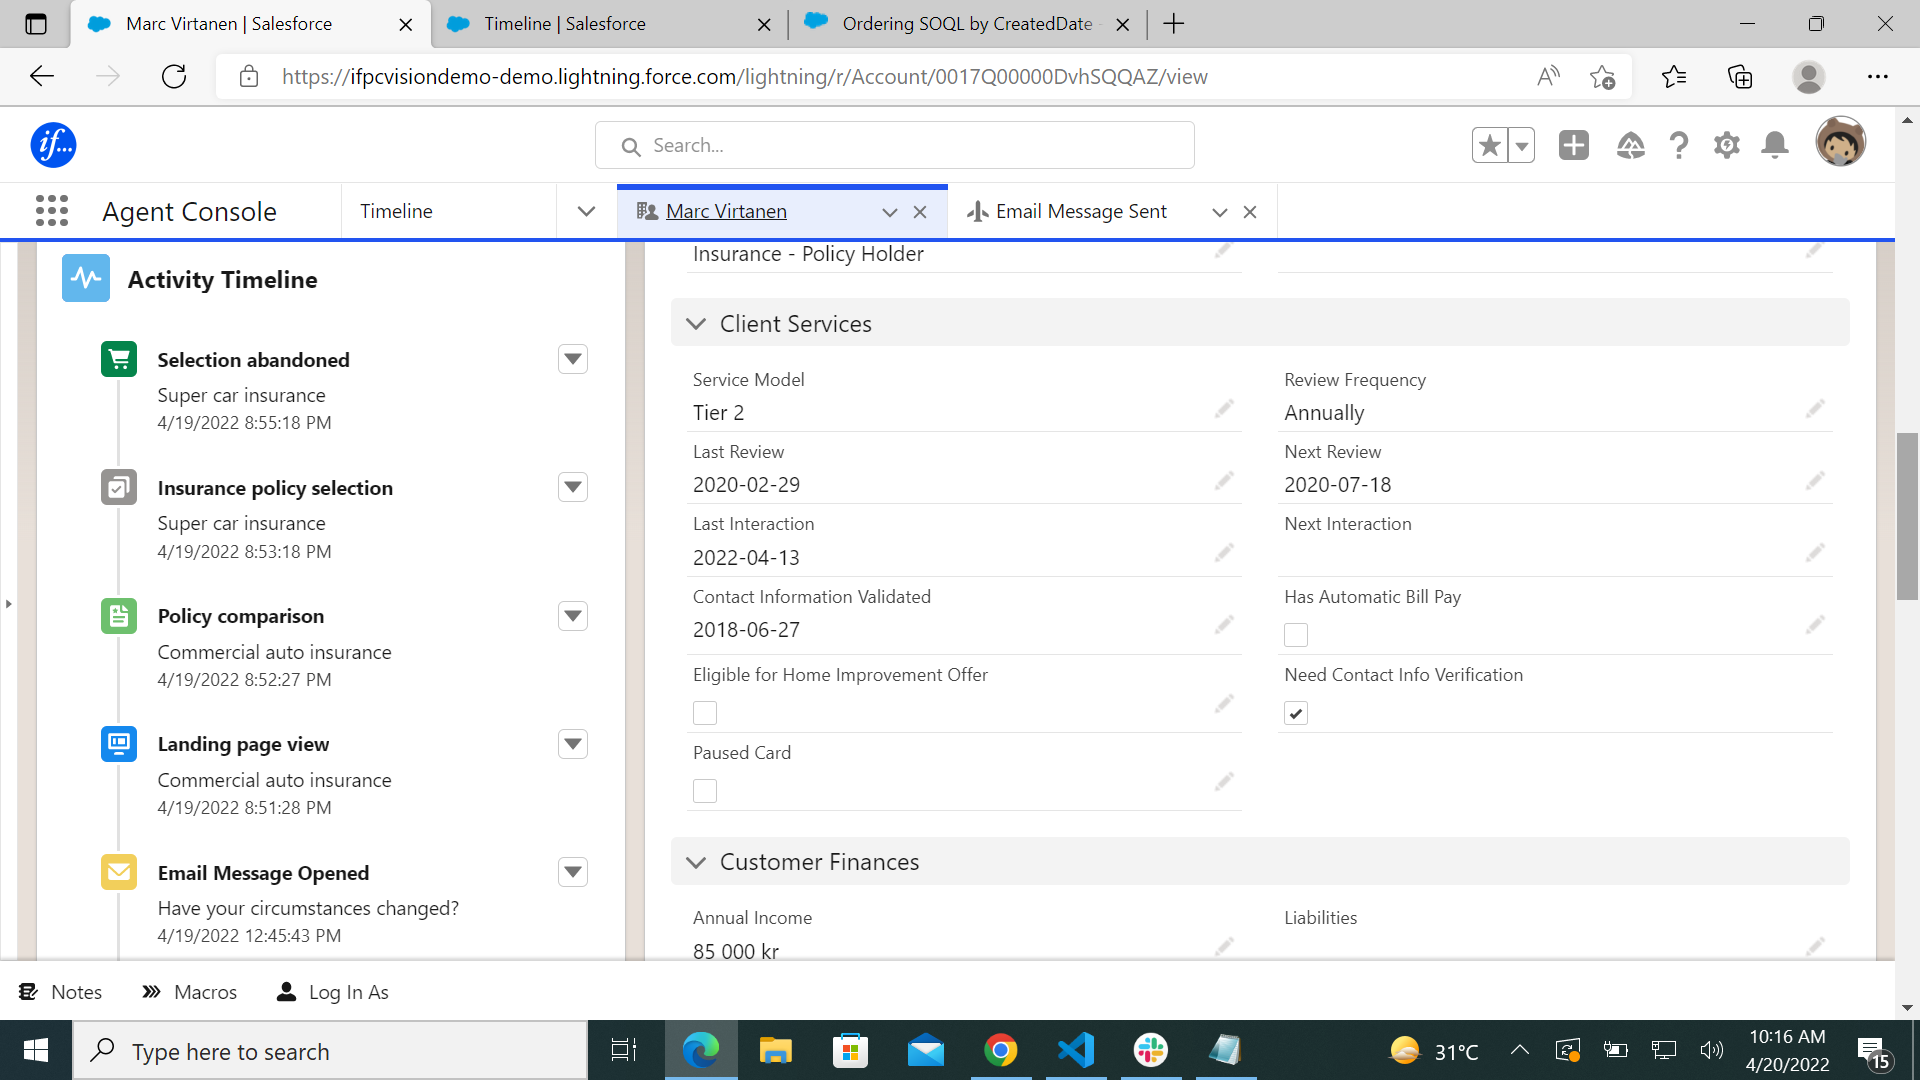 Marc Virtanen | Salesforce
Timeline | Salesforce
Ordering SOQL by CreatedDate -
https://ifpcvisiondemo-demo.lightning.force.com/lightning/r/Account/0017Q00000DvhSQQAZ/view
if...
Search...
Agent Console
Timeline
Marc Virtanen
Email Message Sent
Activity Timeline
Selection abandoned
Super car insurance
4/19/2022 8:55:18 PM
Insurance policy selection
Super car insurance
4/19/2022 8:53:18 PM
Policy comparison
Commercial auto insurance
4/19/2022 8:52:27 PM
Landing page view
Commercial auto insurance
4/19/2022 8:51:28 PM
Email Message Opened
Have your circumstances changed?
4/19/2022 12:45:43 PM
Insurance - Policy Holder
Client Services
Service Model
Tier 2
Review Frequency
Annually
Last Review
2020-02-29
Next Review
2020-07-18
Last Interaction
2022-04-13
Next Interaction
Contact Information Validated
2018-06-27
Has Automatic Bill Pay
Eligible for Home Improvement Offer
Need Contact Info Verification
Paused Card
Customer Finances
Annual Income
85 000 kr
Liabilities
Notes
Macros
Log In As
Type here to search
31°C
10:16 AM
4/20/2022
15